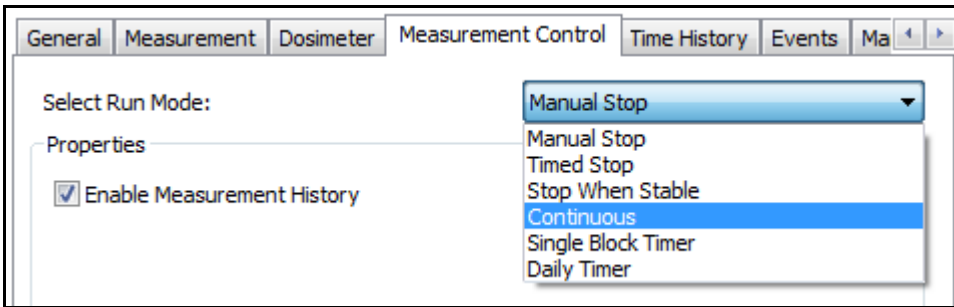 General Measurement Dosimeter Measurement Control Time History Events Ma
Select Run Mode: Manual Stop
Properties Manual Stop
Timed Stop
Enable Measurement History Stop When Stable
Continuous
Single Block Timer
Daily Timer